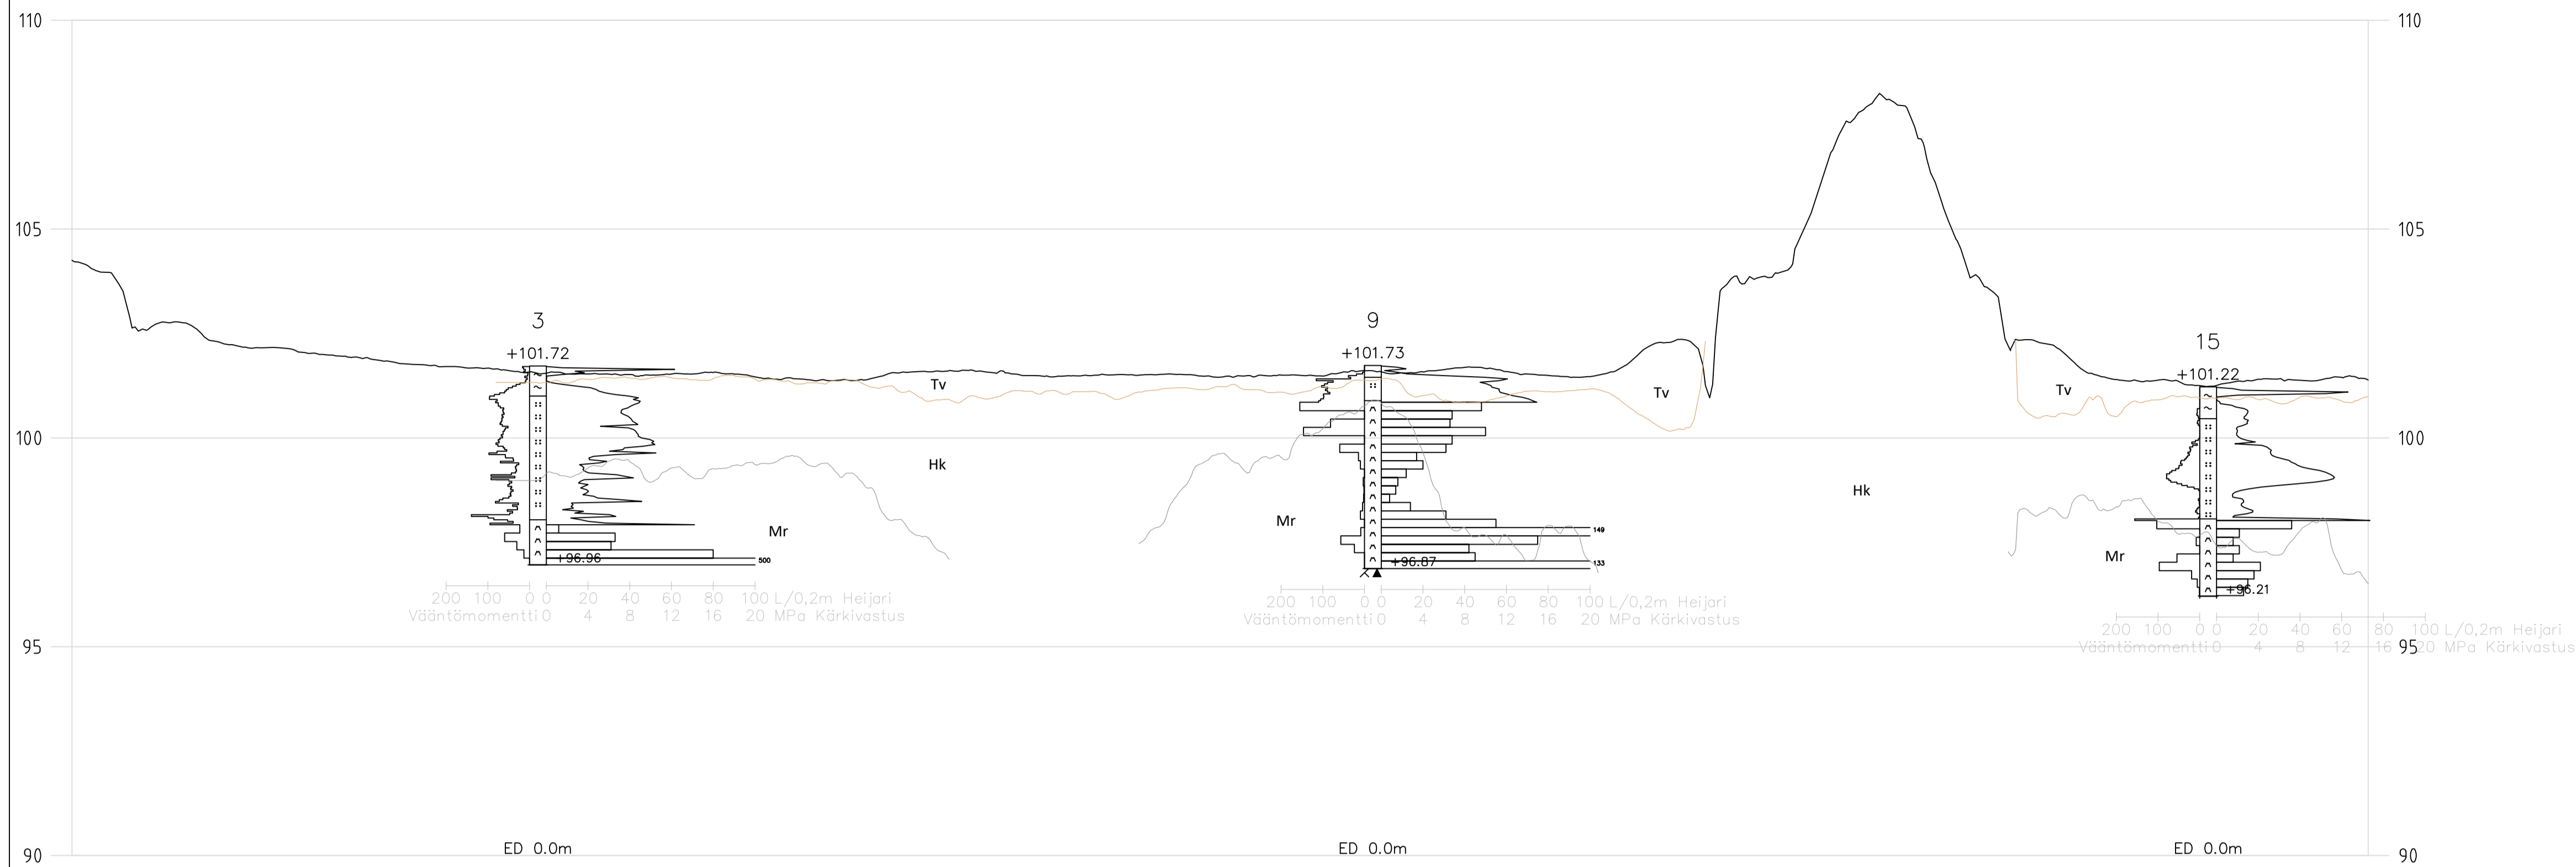 110 110
105 105
3
+101.72
9
+101.73
15
+101.22
Tv
Tv
Tv
100 100
Hk
Hk
Mr
Mr
Mr
149
+96.96
500
+96.87
133
+96.21
200 100 0 0 20 40 60 80 100 L/0,2m Heijari
Vääntömomentti 0 4 8 12 16 20 MPa Kärkivastus
200 100 0 0 20 40 60 80 100 L/0,2m Heijari
Vääntömomentti 0 4 8 12 16 20 MPa Kärkivastus
200 100 0 0 20 40 60 80 100 L/0,2m Heijari
Vääntömomentti 0 4 8 12 16 20 MPa Kärkivastus
95 95
ED 0.0m
ED 0.0m
ED 0.0m
90 90